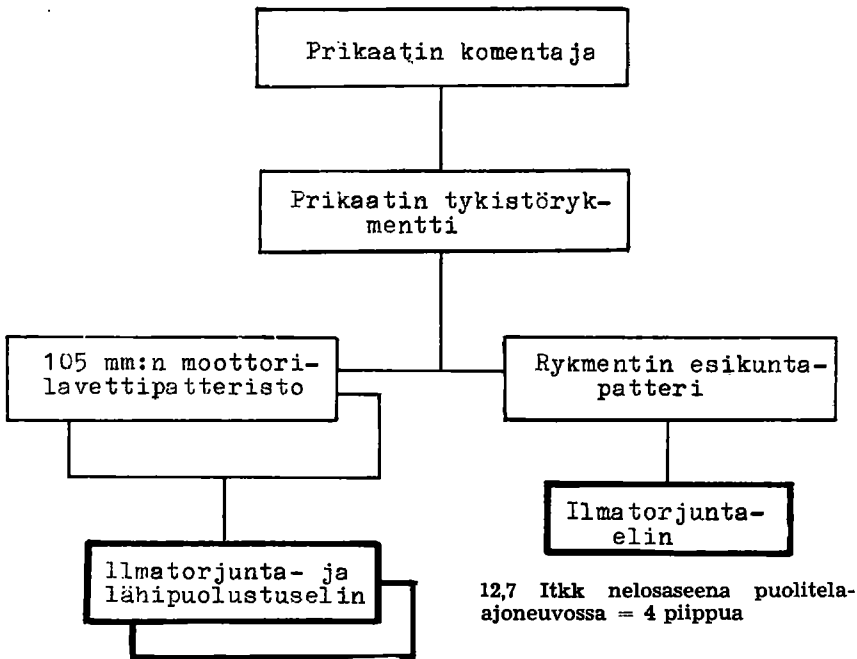 Prikaatin komentaja
Prikaatin tykistöryk-
mentti
105 mm:n moottori-
lavettipatteristo
Rykmentin esikunta-
patteri
Ilmatorjunta-
elin
Ilmatorjunta- ja
lähipuolustuselin
12,7 Itkk nelosaseena puolitela-
ajoneuvossa = 4 piippua